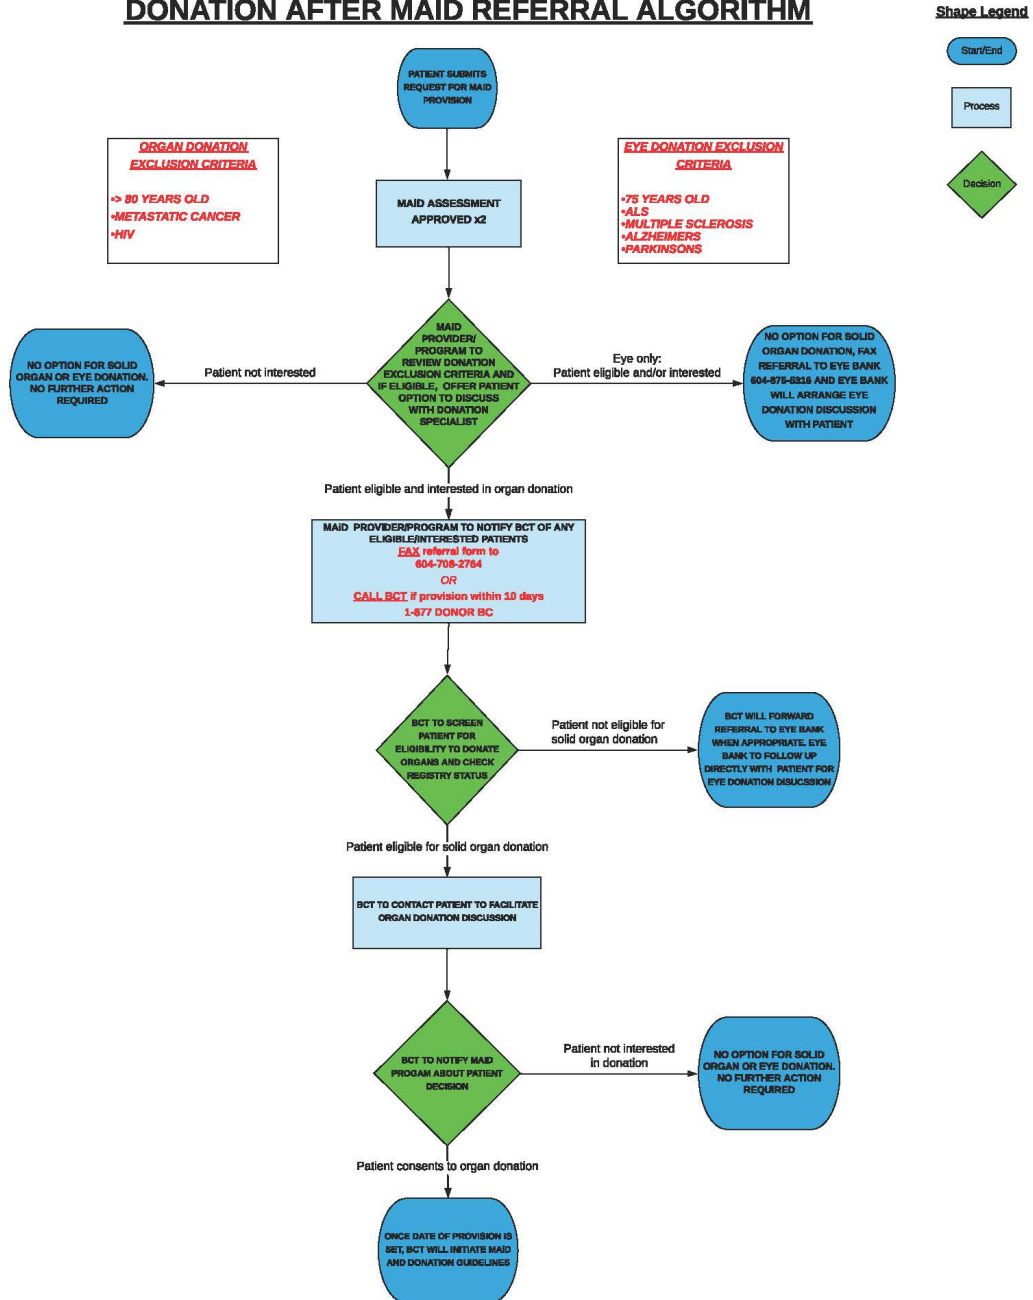 DONATION AFTER MAID REFERRAL ALGORITHM
Shape Legend
Start/End
Process
Decision
PATIENT SUBMITS
REQUEST FOR MAID
PROVISION
ORGAN DONATION
EXCLUSION CRITERIA
•> 80 YEARS OLD
•METASTATIC CANCER
•HIV
MAID ASSESSMENT
APPROVED x2
EYE DONATION EXCLUSION
CRITERIA
•75 YEARS OLD
•ALS
•MULTIPLE SCLEROSIS
•ALZHEIMERS
•PARKINSONS
NO OPTION FOR SOLID
ORGAN OR EYE DONATION.
NO FURTHER ACTION
REQUIRED
Patient not interested
MAID
PROVIDER/
PROGRAM TO
REVIEW DONATION
EXCLUSION CRITERIA AND
IF ELIGIBLE, OFFER PATIENT
OPTION TO DISCUSS
WITH DONATION
SPECIALIST
Eye only:
Patient eligible and/or interested
NO OPTION FOR SOLID
ORGAN DONATION, FAX
REFERRAL TO EYE BANK
604-875-5316 AND EYE BANK
WILL ARRANGE EYE
DONATION DISCUSSION
WITH PATIENT
Patient eligible and interested in organ donation
MAID PROVIDER/PROGRAM TO NOTIFY BCT OF ANY
ELIGIBLE/INTERESTED PATIENTS
FAX referral form to
604-708-2764
OR
CALL BCT if provision within 10 days
1-877 DONOR BC
BCT TO SCREEN
PATIENT FOR
ELIGIBILITY TO DONATE
ORGANS AND CHECK
REGISTRY STATUS
Patient not eligible for
solid organ donation
BCT WILL FORWARD
REFERRAL TO EYE BANK
WHEN APPROPRIATE. EYE
BANK TO FOLLOW UP
DIRECTLY WITH PATIENT FOR
EYE DONATION DISUCSSION
Patient eligible for solid organ donation
BCT TO CONTACT PATIENT TO FACILITATE
ORGAN DONATION DISCUSSION
BCT TO NOTIFY MAID
PROGAM ABOUT PATIENT
DECISION
Patient not interested
in donation
NO OPTION FOR SOLID
ORGAN OR EYE DONATION.
NO FURTHER ACTION
REQUIRED
Patient consents to organ donation
ONCE DATE OF PROVISION IS
SET, BCT WILL INITIATE MAID
AND DONATION GUIDELINES